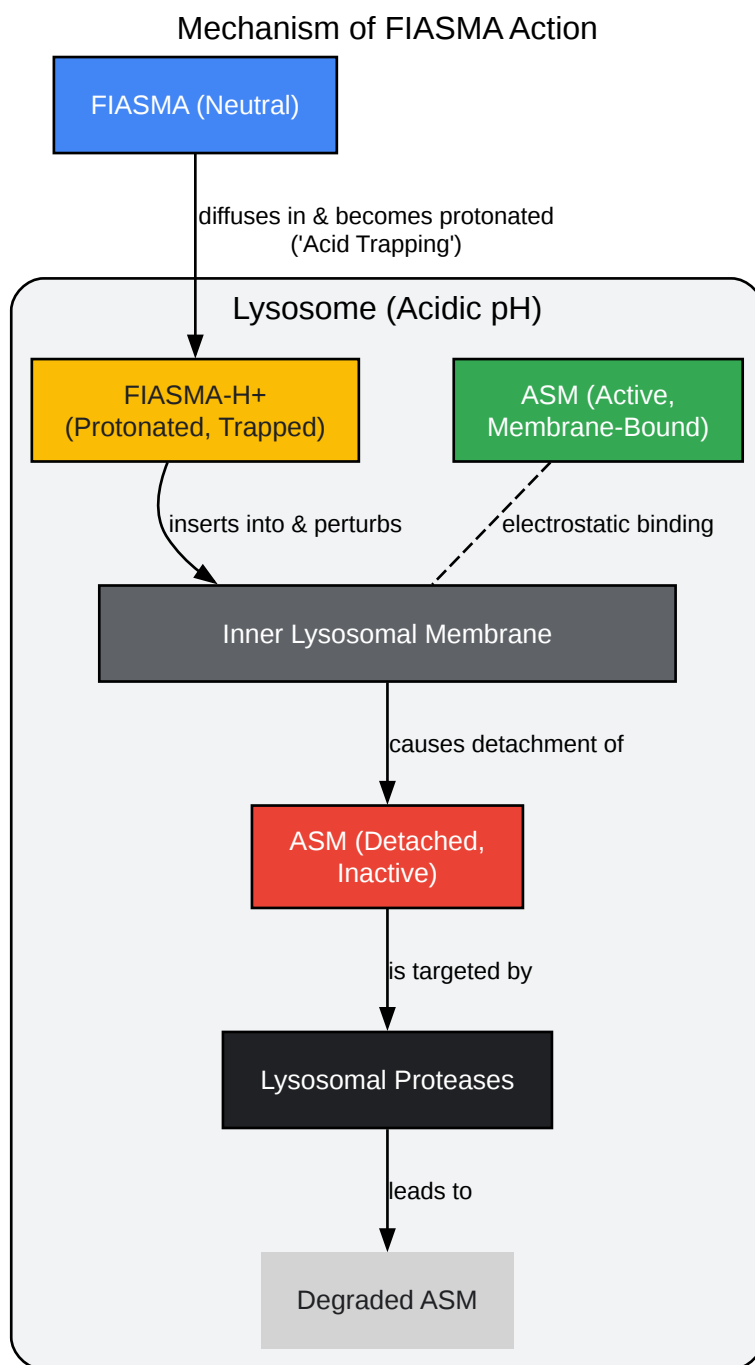 Mechanism of FIASMA Action
FIASMA (Neutral)
diffuses in & becomes protonated
('Acid Trapping')
Lysosome (Acidic pH)
FIASMA-H+
(Protonated, Trapped)
ASM (Active,
Membrane-Bound)
inserts into & perturbs
electrostatic binding
Inner Lysosomal Membrane
causes detachment of
ASM (Detached,
Inactive)
is targeted by
Lysosomal Proteases
leads to
Degraded ASM